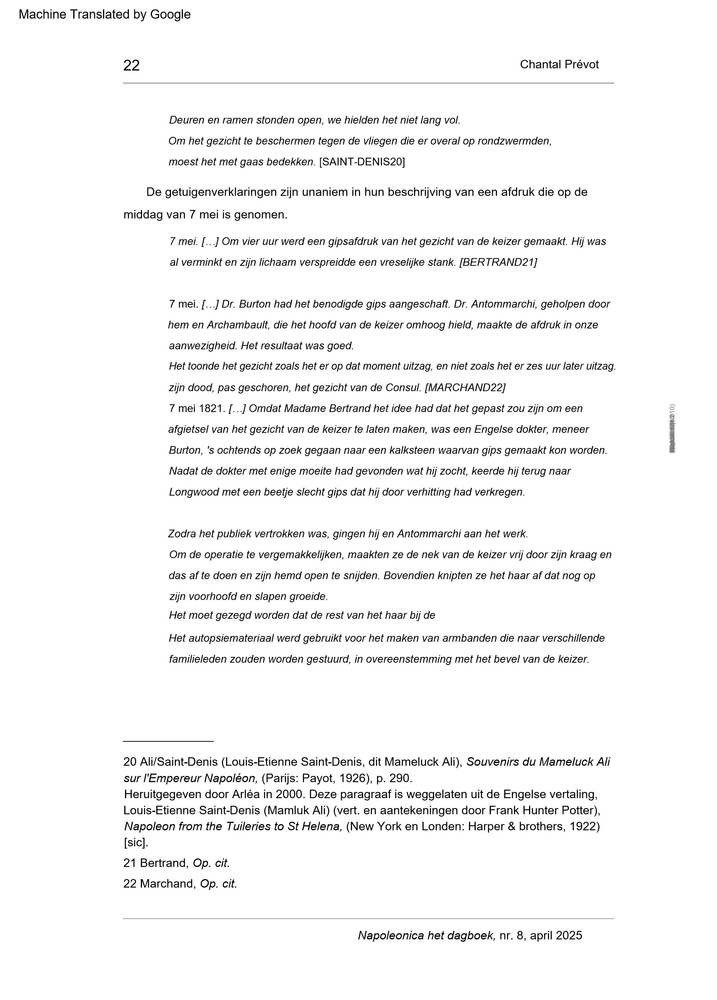 Machine Translated by Google
22
Chantal Prévot
Deuren en ramen stonden open, we hielden het niet lang vol.
Om het gezicht te beschermen tegen de vliegen die er overal op rondzwermden,
moest het met gaas bedekken. [SAINT-DENIS20]
De getuigenverklaringen zijn unaniem in hun beschrijving van een afdruk die op de
middag van 7 mei is genomen.
7 mei. […] Om vier uur werd een gipsafdruk van het gezicht van de keizer gemaakt. Hij was
al verminkt en zijn lichaam verspreidde een vreselijke stank. [BERTRAND21]
7 mei. […] Dr. Burton had het benodigde gips aangeschaft. Dr. Antommarchi, geholpen door
hem en Archambault, die het hoofd van de keizer omhoog hield, maakte de afdruk in onze
aanwezigheid. Het resultaat was goed.
Het toonde het gezicht zoals het er op dat moment uitzag, en niet zoals het er zes uur later uitzag.
zijn dood, pas geschoren, het gezicht van de Consul. [MARCHAND22]
7 mei 1821. […] Omdat Madame Bertrand het idee had dat het gepast zou zijn om een
afgietsel van het gezicht van de keizer te laten maken, was een Engelse dokter, meneer
Burton, 's ochtends op zoek gegaan naar een kalksteen waarvan gips gemaakt kon worden.
Nadat de dokter met enige moeite had gevonden wat hij zocht, keerde hij terug naar
Longwood met een beetje slecht gips dat hij door verhitting had verkregen.
Zodra het publiek vertrokken was, gingen hij en Antommarchi aan het werk.
Om de operatie te vergemakkelijken, maakten ze de nek van de keizer vrij door zijn kraag en
das af te doen en zijn hemd open te snijden. Bovendien knipten ze het haar af dat nog op
zijn voorhoofd en slapen groeide.
Het moet gezegd worden dat de rest van het haar bij de
Het autopsiemateriaal werd gebruikt voor het maken van armbanden die naar verschillende
familieleden zouden worden gestuurd, in overeenstemming met het bevel van de keizer.
20 Ali/Saint-Denis (Louis-Etienne Saint-Denis, dit Mameluck Ali), Souvenirs du Mameluck Ali
sur l'Empereur Napoléon, (Parijs: Payot, 1926), p. 290.
Heruitgegeven door Arléa in 2000. Deze paragraaf is weggelaten uit de Engelse vertaling,
Louis-Etienne Saint-Denis (Mamluk Ali) (vert. en aantekeningen door Frank Hunter Potter),
Napoleon from the Tuileries to St Helena, (New York en Londen: Harper & brothers, 1922)
[sic].
21 Bertrand, Op. cit.
22 Marchand, Op. cit.
Napoleonica het dagboek, nr. 8, april 2025